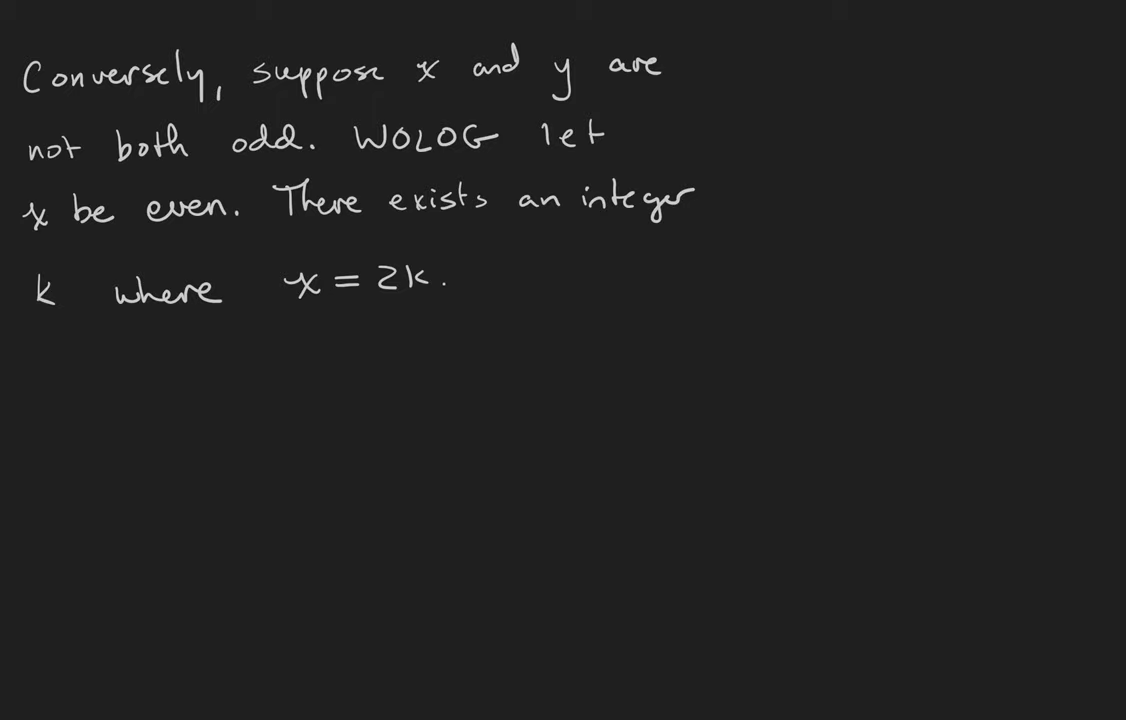 Conversely, suppose x and y are
not both odd. WOLOG let
x be even. There exists an integer
k where x = 2k.